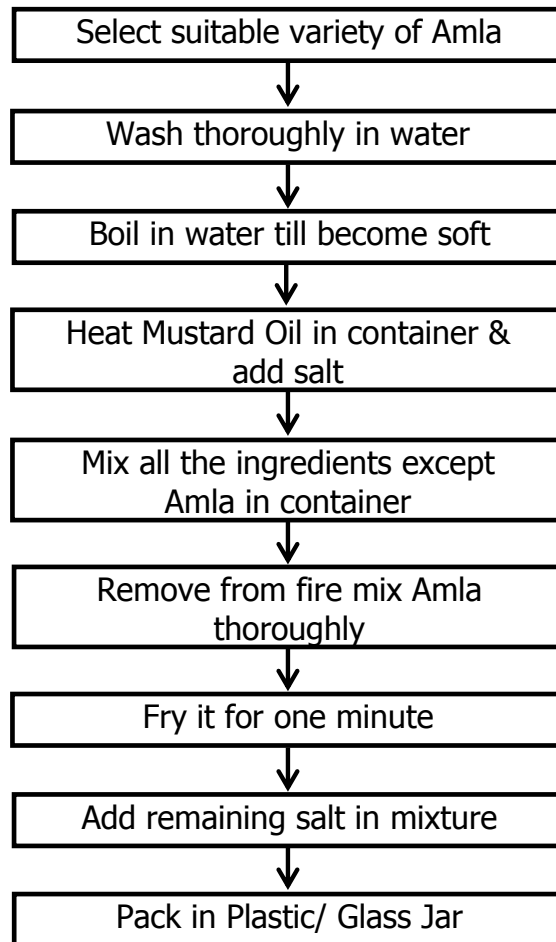 Select suitable variety of Amla
Wash thoroughly in water
Boil in water till become soft
Heat Mustard Oil in container &
add salt
Mix all the ingredients except
Amla in container
Remove from fire mix Amla
thoroughly
Fry it for one minute
Add remaining salt in mixture
Pack in Plastic/ Glass Jar